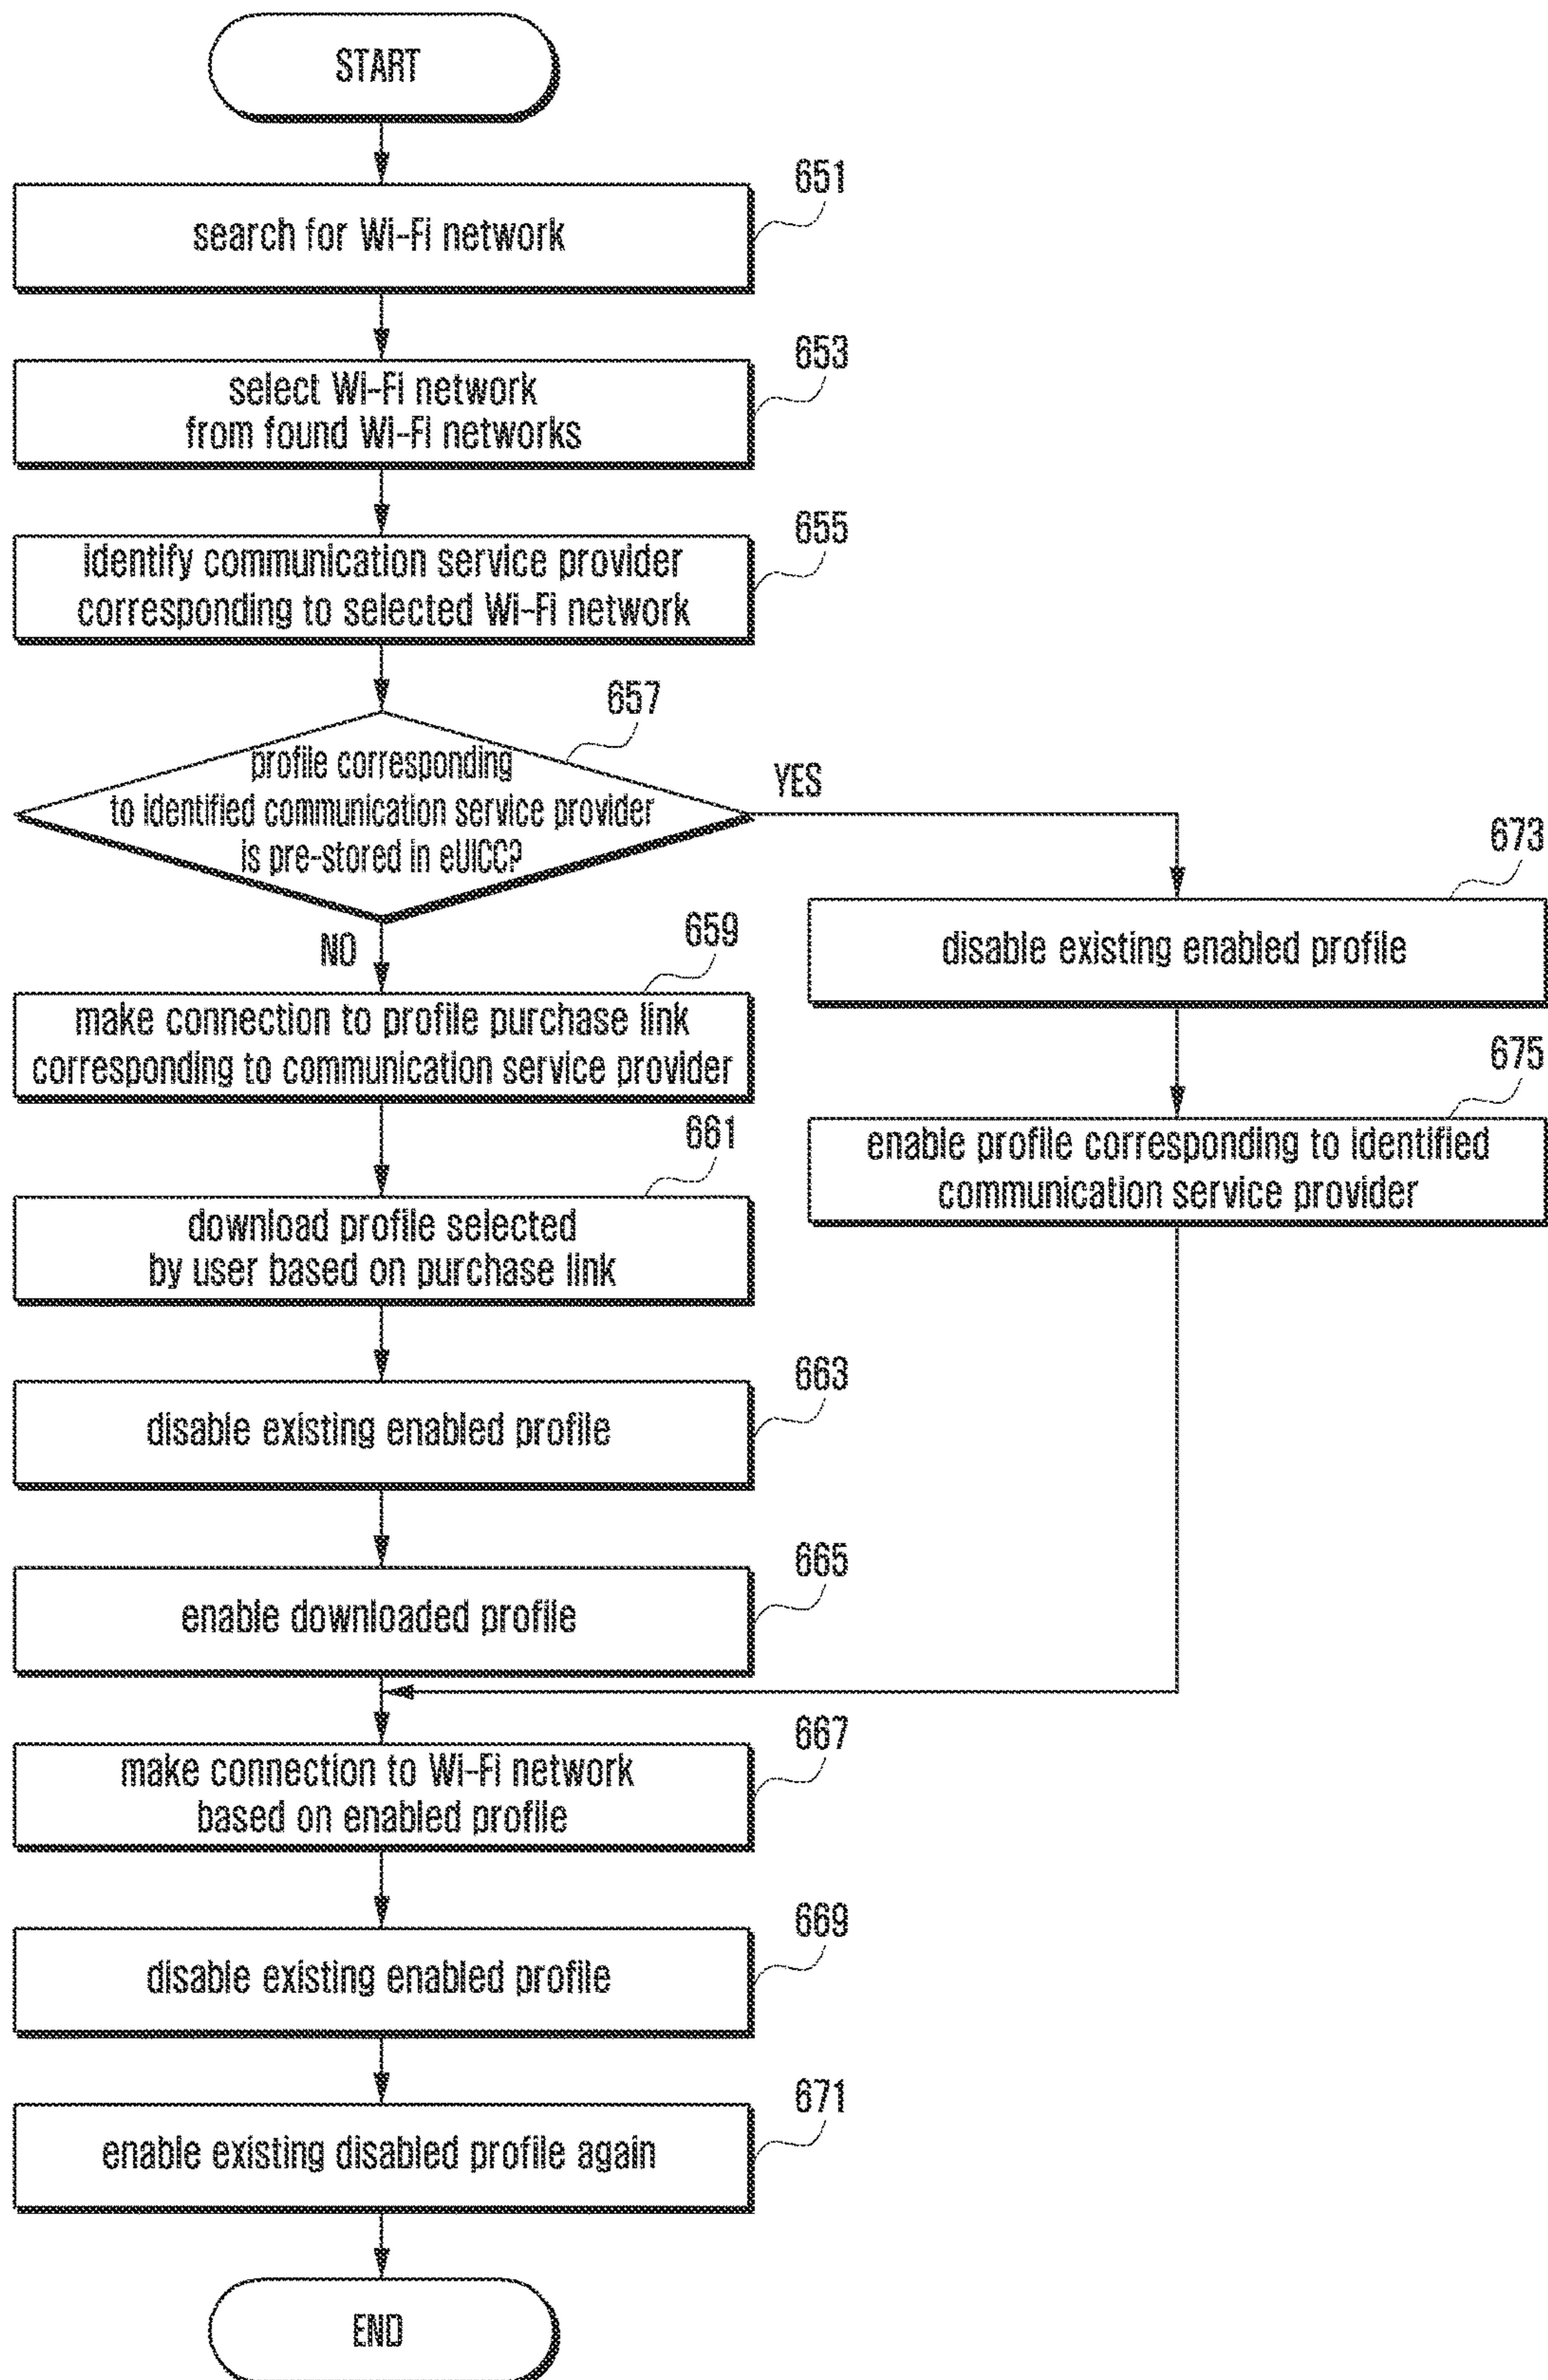 START
651
search for Wi-Fi network
653
select Wi-Fi network
from found Wi-Fi networks
655
identify communication service provider
corresponding to selected Wi-Fi network
657
profile corresponding
to identified communication service provider
is pre-stored in eUICC?
YES
NO
659
make connection to profile purchase link
corresponding to communication service provider
661
download profile selected
by user based on purchase link
663
disable existing enabled profile
665
enable downloaded profile
673
disable existing enabled profile
675
enable profile corresponding to identified
communication service provider
667
make connection to Wi-Fi network
based on enabled profile
669
disable existing enabled profile
671
enable existing disabled profile again
END